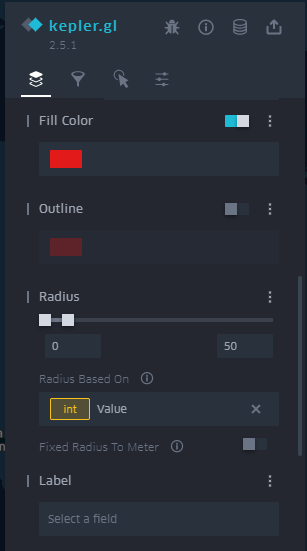 kepler.gl
2.5.1
Fill Color
Outline
Radius
0 50
Radius Based On
int Value
Fixed Radius To Meter
Label
Select a field